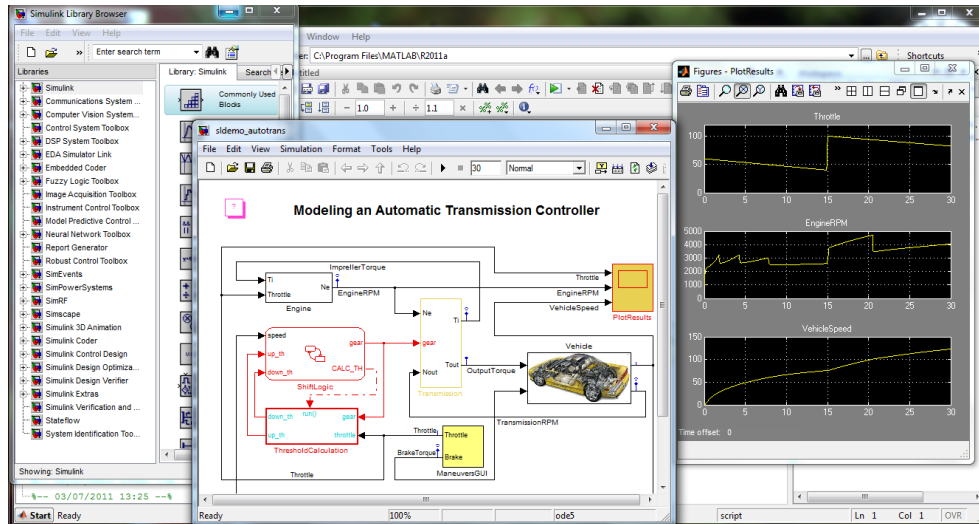 Simulink Library Browser
File Edit View Help
» Enter search term
Libraries
Library: Simulink Search
Simulink
Communications System ...
Computer Vision System...
Control System Toolbox
DSP System Toolbox
EDA Simulator Link
Embedded Coder
Fuzzy Logic Toolbox
Image Acquisition Toolbox
Instrument Control Toolbox
Model Predictive Control ...
Neural Network Toolbox
Report Generator
Robust Control Toolbox
SimEvents
SimPowerSystems
SimRF
Simscape
Simulink 3D Animation
Simulink Coder
Simulink Control Design
Simulink Design Optimiza...
Simulink Design Verifier
Simulink Extras
Simulink Verification and ...
Stateflow
System Identification Too...
Commonly Used
Blocks
Showing: Simulink
Window Help
er: C:\Program Files\MATLAB\R2011a
Shortcuts
titled
1.0
1.1
sldemo_autotrans
File Edit View Simulation Format Tools Help
30
Normal
?
Modeling an Automatic Transmission Controller
ImprellerTorque
Ti
Throttle
Ne
EngineRPM
Engine
Throttle
EngineRPM
VehicleSpeed
PlotResults
speed
up_th
down_th
gear
CALC_TH
ShiftLogic
Ne
gear
Nout
Ti
Tout
Transmission
OutputTorque
Vehicle
TransmissionRPM
run()
down_th
up_th
gear
throttle
ThresholdCalculation
Throttle
Throttle
BrakeTorque
Throttle
Brake
ManeuversGUI
Ready
100%
ode5
Figures - PlotResults
»
Throttle
100
50
0
0 5 10 15 20 25 30
EngineRPM
5000
4000
3000
2000
1000
0
0 5 10 15 20 25 30
VehicleSpeed
150
100
50
0
0 5 10 15 20 25 30
Time offset: 0
%-- 03/07/2011 13:25 --%
Start Ready
script
Ln 1 Col 1 OVR